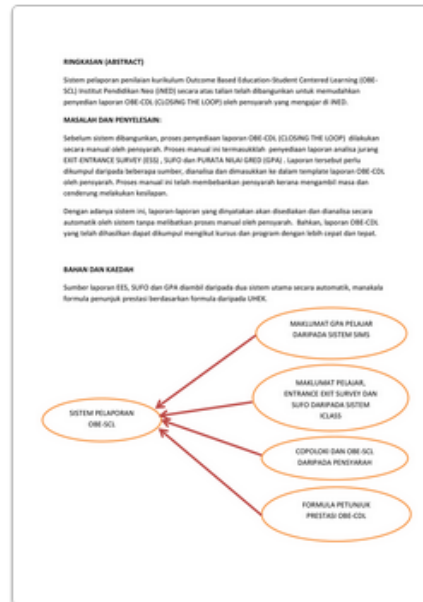 RINGKASAN (ABSTRACT)
Sistem pelaporan penilaian kurikulum Outcome Based Education-Student Centered Learning (OBE-
SCL) Institut Pendidikan Neo (iNED) secara atas talian telah dibangunkan untuk memudahkan
penyedian laporan OBE-CDL (CLOSING THE LOOP) oleh pensyarah yang mengajar di iNED.
MASALAH DAN PENYELESAIN:
Sebelum sistem dibangunkan, proses penyediaan laporan OBE-CDL (CLOSING THE LOOP) dilakukan
secara manual oleh pensyarah. Proses manual ini termasuklah penyediaan laporan analisa jurang
EXIT-ENTRANCE SURVEY (ESG) , SUFO dan PURATA NILAI GRED (GPA) . Laporan tersebut perlu
dikumpul daripada beberapa sumber, dianalisa dan dimasukkan ke dalam template laporan OBE-CDL
oleh pensyarah. Proses manual ini telah membebankan pensyarah kerana mengambil masa dan
cenderung melakukan kesilapan.
Dengan adanya sistem ini, laporan-laporan yang dinyatakan akan disediakan dan dianalisa secara
automatik oleh sistem tanpa melibatkan proses manual oleh pensyarah. Bahkan, laporan OBE-CDL
yang telah dihasilkan dapat dikumpul mengikut kursus dan program dengan lebih cepat dan tepat.
BAHAN DAN KAEDAH
Sumber laporan EES, SUFO dan GPA diambil daripada dua sistem utama secara automatik, manakala
formula penunjuk prestasi berdasarkan formula daripada UHEK.
MAKLUMAT GPA PELAJAR
DARIPADA SISTEM SIMS
MAKLUMAT PELAJAR,
ENTRANCE EXIT SURVEY DAN
SUFO DARIPADA SISTEM
ICLASS
SISTEM PELAPORAN
OBE-SCL
COPOLOKI DAN OBE-SCL
DARIPADA PENSYARAH
FORMULA PETUNJUK
PRESTASI OBE-CDL